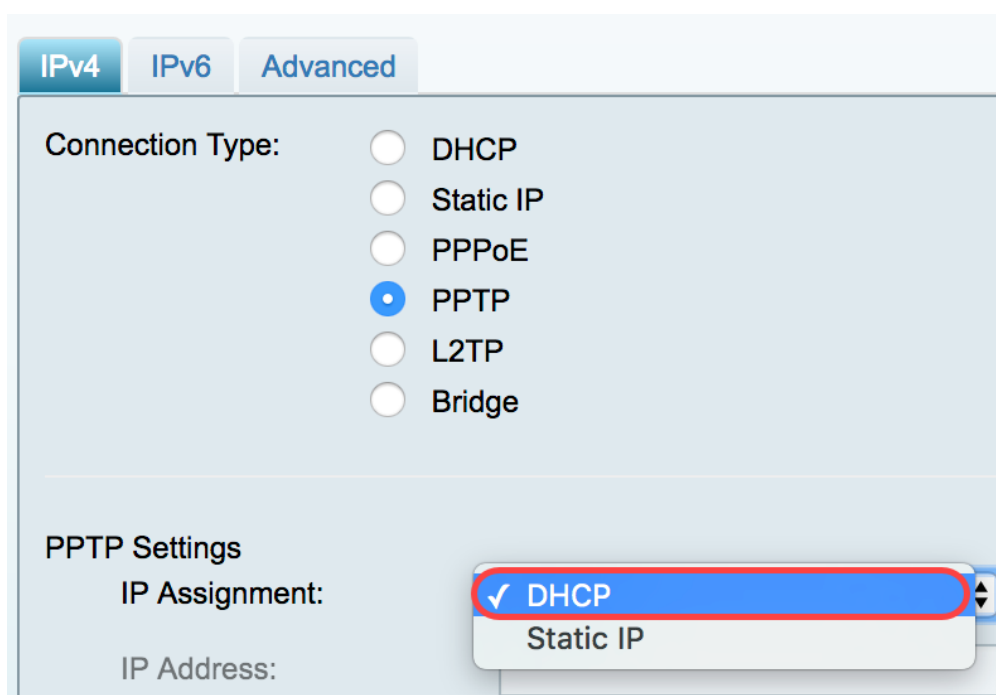 IPv4 IPv6 Advanced
Connection Type:
DHCP
Static IP
PPPoE
PPTP
L2TP
Bridge
PPTP Settings
IP Assignment:
✓ DHCP
Static IP
IP Address: